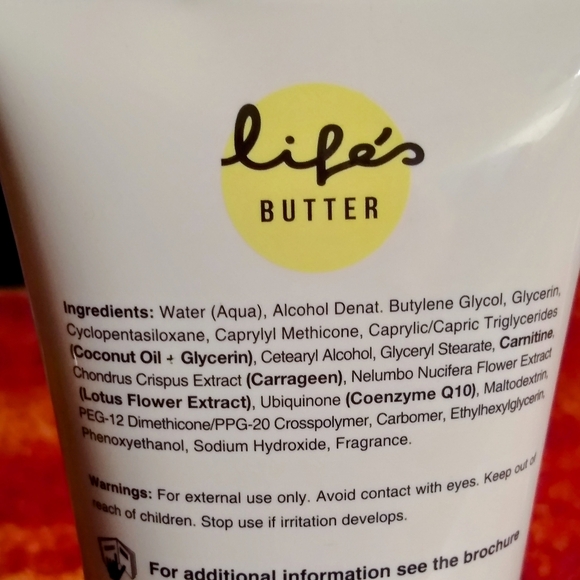 life's
BUTTER
Ingredients: Water (Aqua), Alcohol Denat. Butylene Glycol, Glycerin,
Cyclopentasiloxane, Caprylyl Methicone, Caprylic/Capric Triglycerides
(Coconut Oil + Glycerin), Cetearyl Alcohol, Glyceryl Stearate, Carnitine,
Chondrus Crispus Extract (Carrageen), Nelumbo Nucifera Flower Extract
(Lotus Flower Extract), Ubiquinone (Coenzyme Q10), Maltodextrin,
PEG-12 Dimethicone/PPG-20 Crosspolymer, Carbomer, Ethylhexylglycerin,
Phenoxyethanol, Sodium Hydroxide, Fragrance.
Warnings: For external use only. Avoid contact with eyes. Keep out of
reach of children. Stop use if irritation develops.
For additional information see the brochure